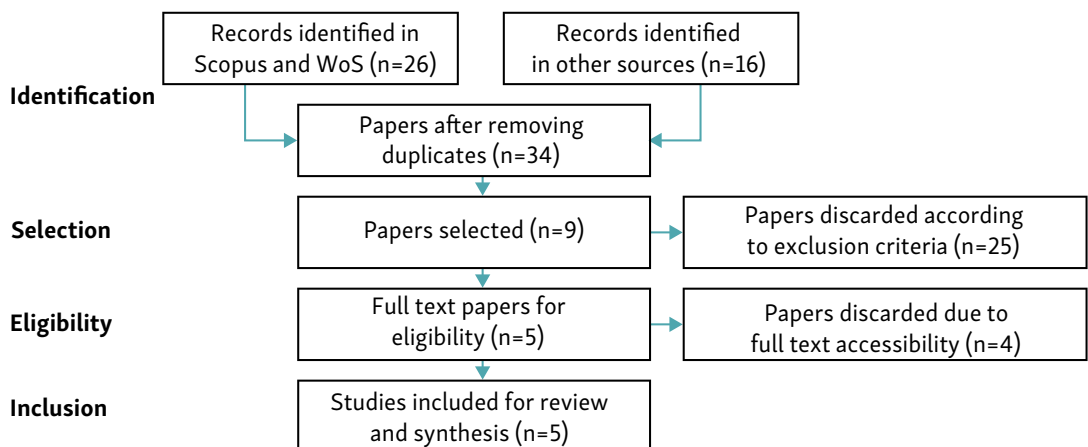 Records identified in
Scopus and WoS (n=26)
Records identified
in other sources (n=16)
Identification
Papers after removing
duplicates (n=34)
Selection
Papers selected (n=9)
Papers discarded according
to exclusion criteria (n=25)
Eligibility
Full text papers for
eligibility (n=5)
Papers discarded due to
full text accessibility (n=4)
Inclusion
Studies included for review
and synthesis (n=5)